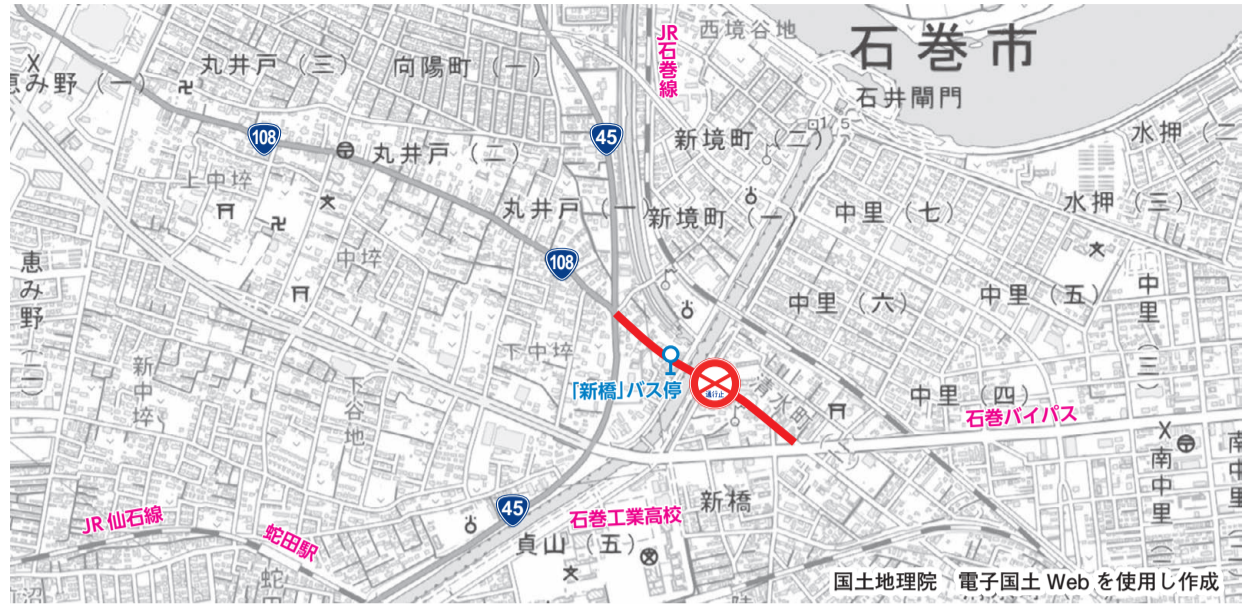 西境谷地
石巻市
石井閘門
JR石巻線
丸井戸（三）
向陽町（一）
恵み野（一）
108
45
丸井戸（二）
新境町（二）
水押（二
上中埣
丸井戸（一
新境町（一）
中里（七）
水押（三）
恵み野（二）
中埣
108
中里（六）
中里（五）
中里（三）
新中埣
下谷地
下中埣
「新橋」バス停
通行止
清水町
中里（四）
石巻バイパス
南中里
45
石巻工業高校
新橋
JR仙石線
蛇田駅
貞山（五）
蛇田
国土地理院　電子国土 Web を使用し作成